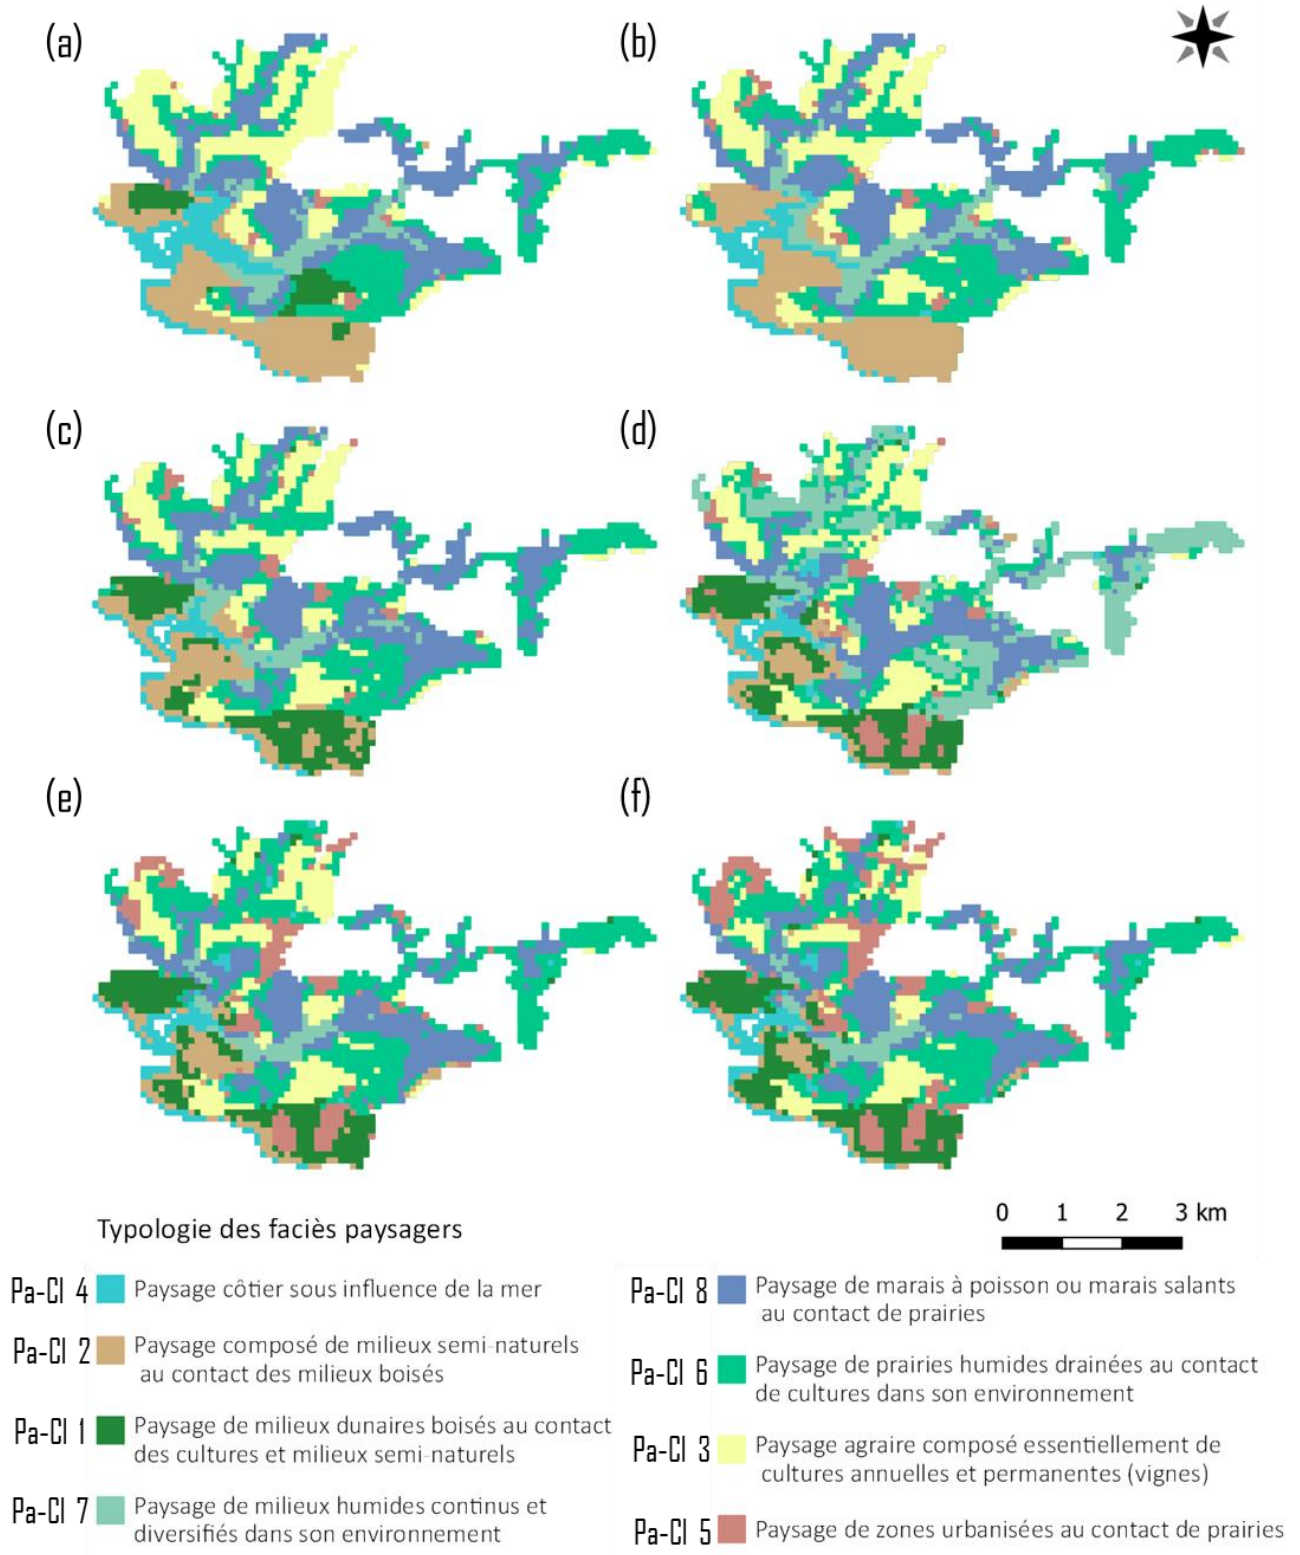 (a)
(b)
(c)
(d)
(e)
(f)
0 1 2 3 km
Typologie des faciès paysagers
Pa-Cl 4 Paysage côtier sous influence de la mer
Pa-Cl 2 Paysage composé de milieux semi-naturels
au contact des milieux boisés
Pa-Cl 1 Paysage de milieux dunaires boisés au contact
des cultures et milieux semi-naturels
Pa-Cl 7 Paysage de milieux humides continus et
diversifiés dans son environnement
Pa-Cl 8 Paysage de marais à poisson ou marais salants
au contact de prairies
Pa-Cl 6 Paysage de prairies humides drainées au contact
de cultures dans son environnement
Pa-Cl 3 Paysage agraire composé essentiellement de
cultures annuelles et permanentes (vignes)
Pa-Cl 5 Paysage de zones urbanisées au contact de prairies